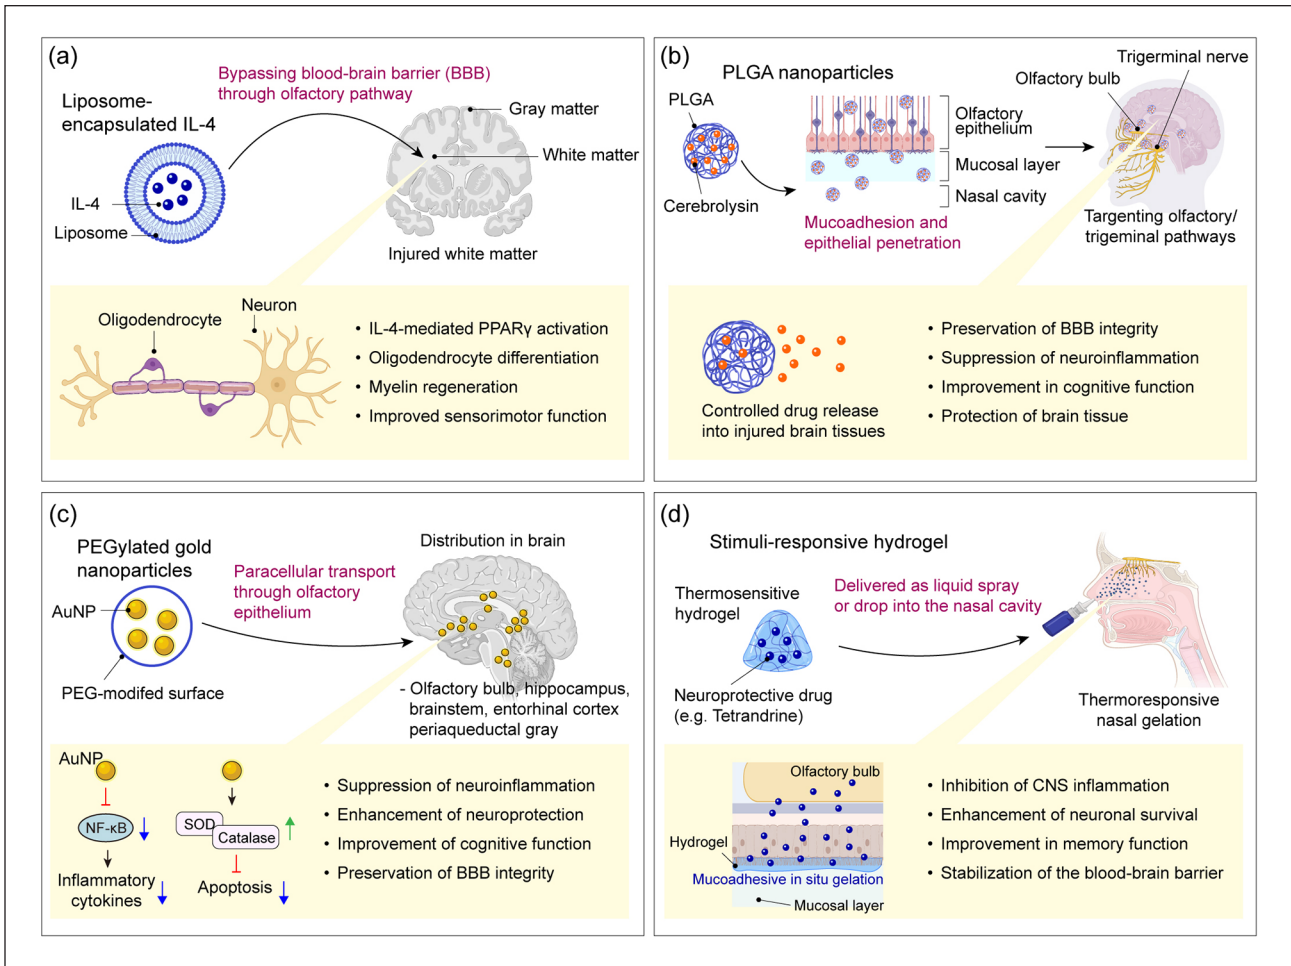 (a)
Liposome-
encapsulated IL-4
Bypassing blood-brain barrier (BBB)
through olfactory pathway
Gray matter
White matter
IL-4
Liposome
Injured white matter
Oligodendrocyte
Neuron
• IL-4-mediated PPARγ activation
• Oligodendrocyte differentiation
• Myelin regeneration
• Improved sensorimotor function
(b)
PLGA nanoparticles
PLGA
Cerebrolysin
Olfactory
epithelium
Mucosal layer
Nasal cavity
Mucoadhesion and
epithelial penetration
Trigerminal nerve
Olfactory bulb
Targenting olfactory/
trigeminal pathways
Controlled drug release
into injured brain tissues
• Preservation of BBB integrity
• Suppression of neuroinflammation
• Improvement in cognitive function
• Protection of brain tissue
(c)
PEGylated gold
nanoparticles
AuNP
PEG-modifed surface
Paracellular transport
through olfactory
epithelium
Distribution in brain
- Olfactory bulb, hippocampus,
brainstem, entorhinal cortex
periaqueductal gray
AuNP
NF-κB
Inflammatory
cytokines
SOD
Catalase
Apoptosis
• Suppression of neuroinflammation
• Enhancement of neuroprotection
• Improvement of cognitive function
• Preservation of BBB integrity
(d)
Stimuli-responsive hydrogel
Thermosensitive
hydrogel
Neuroprotective drug
(e.g. Tetrandrine)
Delivered as liquid spray
or drop into the nasal cavity
Thermoresponsive
nasal gelation
Olfactory bulb
Hydrogel
Mucoadhesive in situ gelation
Mucosal layer
• Inhibition of CNS inflammation
• Enhancement of neuronal survival
• Improvement in memory function
• Stabilization of the blood-brain barrier